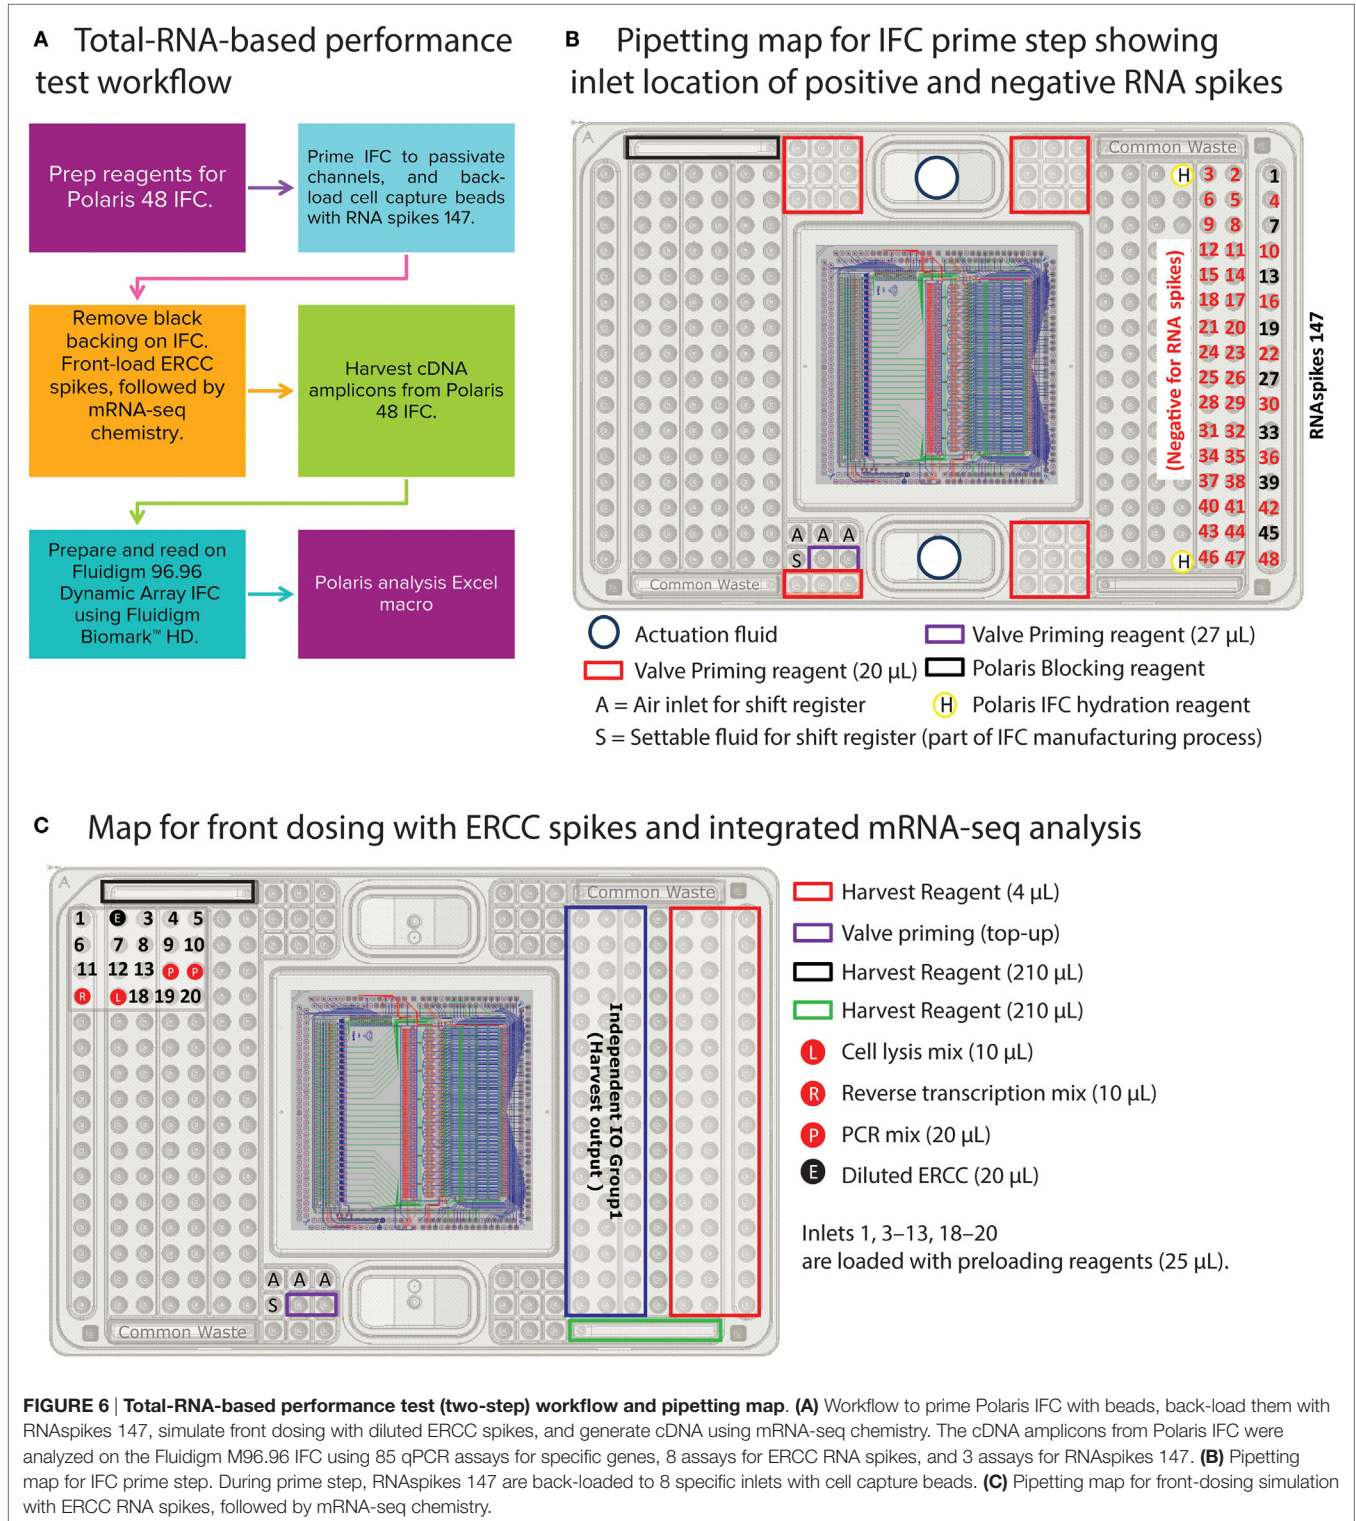 A Total-RNA-based performance
test workflow
Prep reagents for
Polaris 48 IFC.
Prime IFC to passivate
channels, and back-
load cell capture beads
with RNA spikes 147.
Remove black
backing on IFC.
Front-load ERCC
spikes, followed by
mRNA-seq
chemistry.
Harvest cDNA
amplicons from Polaris
48 IFC.
Prepare and read on
Fluidigm 96.96
Dynamic Array IFC
using Fluidigm
Biomark™ HD.
Polaris analysis Excel
macro
B Pipetting map for IFC prime step showing
inlet location of positive and negative RNA spikes
A
Common Waste
H 3 2 1
6 5 4
9 8 7
12 11 10
15 14 13
18 17 16
21 20 19
24 23 22
25 26 27
28 29 30
31 32 33
34 35 36
37 38 39
40 41 42
43 44 45
H 46 47 48
(Negative for RNA spikes)
RNAspikes 147
A A A
S
Common Waste
Actuation fluid
Valve Priming reagent (27 µL)
Valve Priming reagent (20 µL)
Polaris Blocking reagent
A = Air inlet for shift register
H Polaris IFC hydration reagent
S = Settable fluid for shift register (part of IFC manufacturing process)
C Map for front dosing with ERCC spikes and integrated mRNA-seq analysis
A
Common Waste
1 E 3 4 5
6 7 8 9 10
11 12 13 P P
R L 18 19 20
Independent IO Group1
(Harvest output )
A A A
S
Common Waste
Harvest Reagent (4 µL)
Valve priming (top-up)
Harvest Reagent (210 µL)
Harvest Reagent (210 µL)
L Cell lysis mix (10 µL)
R Reverse transcription mix (10 µL)
P PCR mix (20 µL)
E Diluted ERCC (20 µL)
Inlets 1, 3–13, 18–20
are loaded with preloading reagents (25 µL).
FIGURE 6 | Total-RNA-based performance test (two-step) workflow and pipetting map. (A) Workflow to prime Polaris IFC with beads, back-load them with
RNAspikes 147, simulate front dosing with diluted ERCC spikes, and generate cDNA using mRNA-seq chemistry. The cDNA amplicons from Polaris IFC were
analyzed on the Fluidigm M96.96 IFC using 85 qPCR assays for specific genes, 8 assays for ERCC RNA spikes, and 3 assays for RNAspikes 147. (B) Pipetting
map for IFC prime step. During prime step, RNAspikes 147 are back-loaded to 8 specific inlets with cell capture beads. (C) Pipetting map for front-dosing simulation
with ERCC RNA spikes, followed by mRNA-seq chemistry.